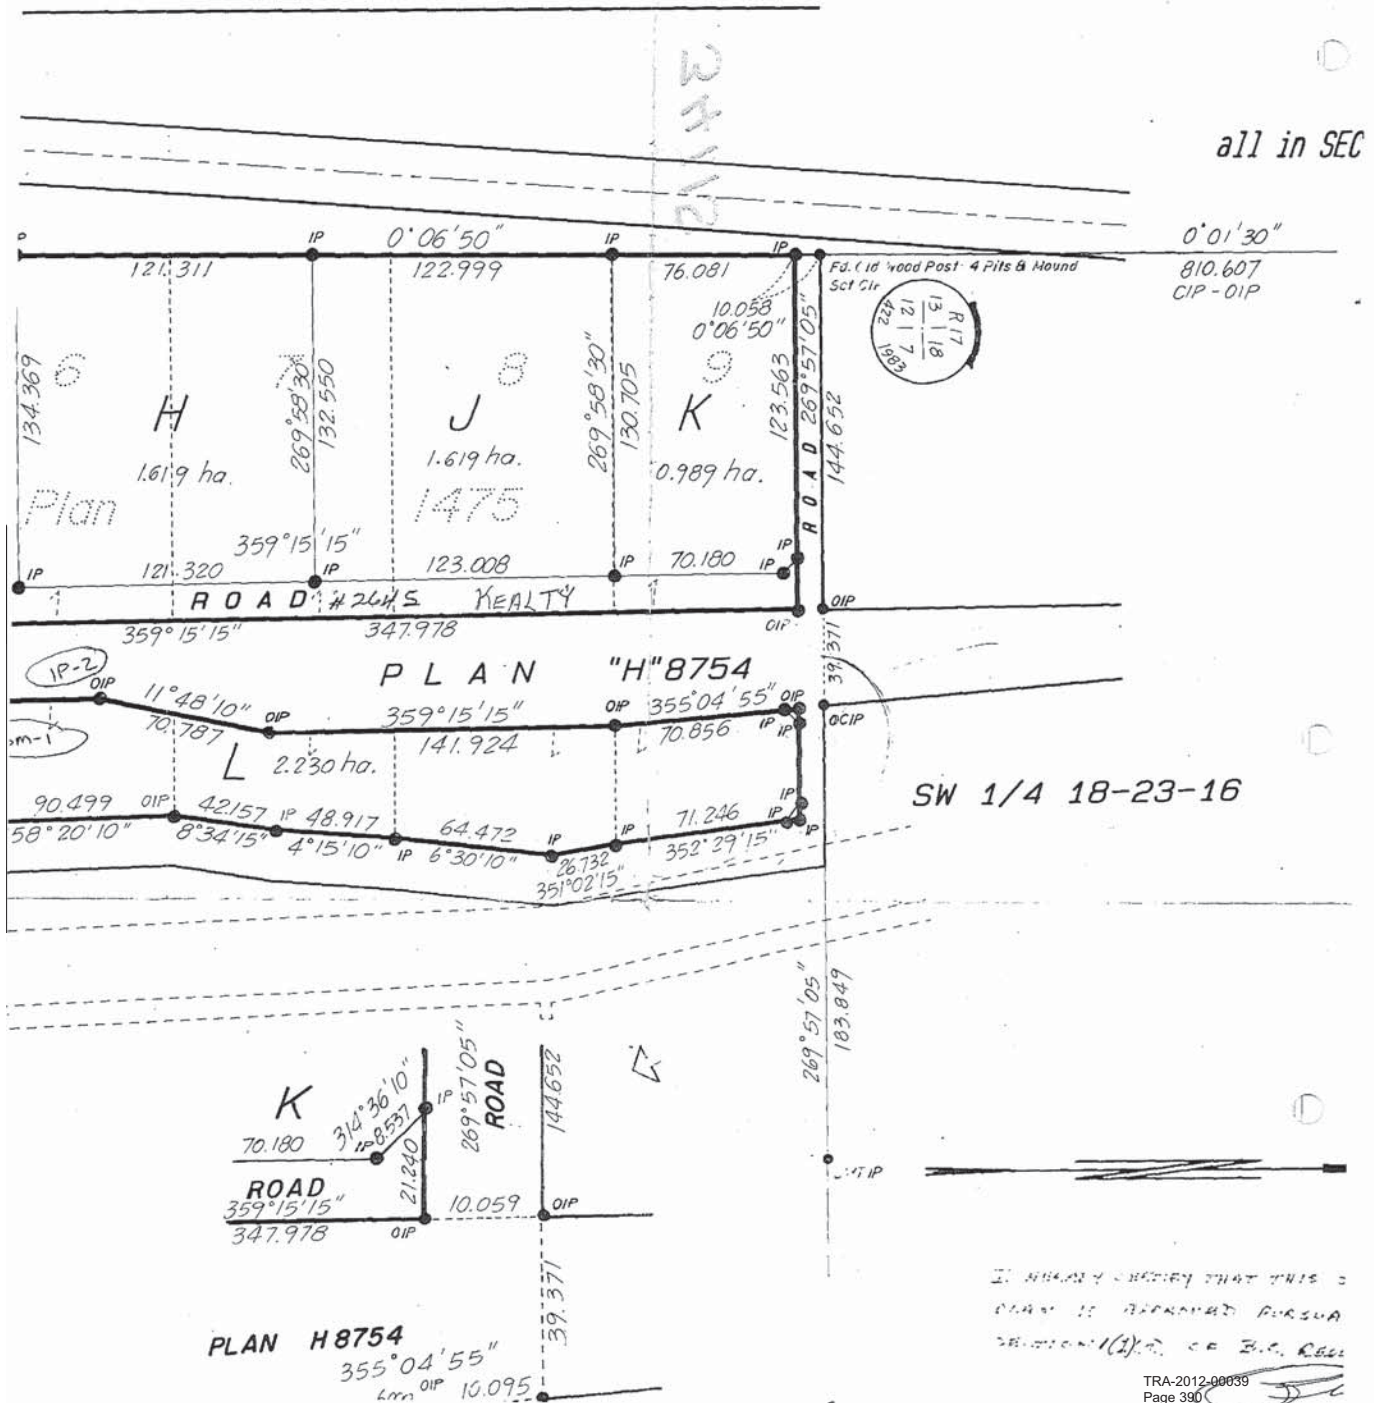 all in SEC
IP
0°06'50"
IP
IP
0°01'30"
121.311
122.999
76.081
Fd. Old Wood Post 4 Pits & Mound
810.607
CIP - OIP
10.058
0°06'50"
R 17
13 | 18
12 | 7
422 1983
134.369
6
H
1.619 ha.
269°58'30"
132.550
7
8
J
1.619 ha.
269°58'30"
130.705
9
K
0.989 ha.
123.563
ROAD 269°57'05"
144.652
Plan
1475
359°15'15"
IP
121.320
IP
123.008
IP
70.180
IP
IP
ROAD
359°15'15"
347.978
OIP
OIP
39.371
IP-2
PLAN "H" 8754
OIP
11°48'10"
70.787
OIP
359°15'15"
141.924
OIP
355°04'55"
70.856
OIP
IP
IP
OCIP
L
2.230 ha.
SW 1/4 18-23-16
90.499
58°20'10"
OIP
42.157
8°34'15"
IP
48.917
4°15'10"
IP
64.472
6°30'10"
IP
26.732
351°02'15"
IP
71.246
352°29'15"
IP
IP
IP
269°57'05"
183.849
K
314°36'10"
8.537
IP
269°57'05"
ROAD
144.652
70.180
IP
21.240
ROAD
359°15'15"
347.978
10.059
OIP
OIP
39.371
PLAN H 8754
355°04'55"
OIP
10.095
TRA-2012-00039
Page 390